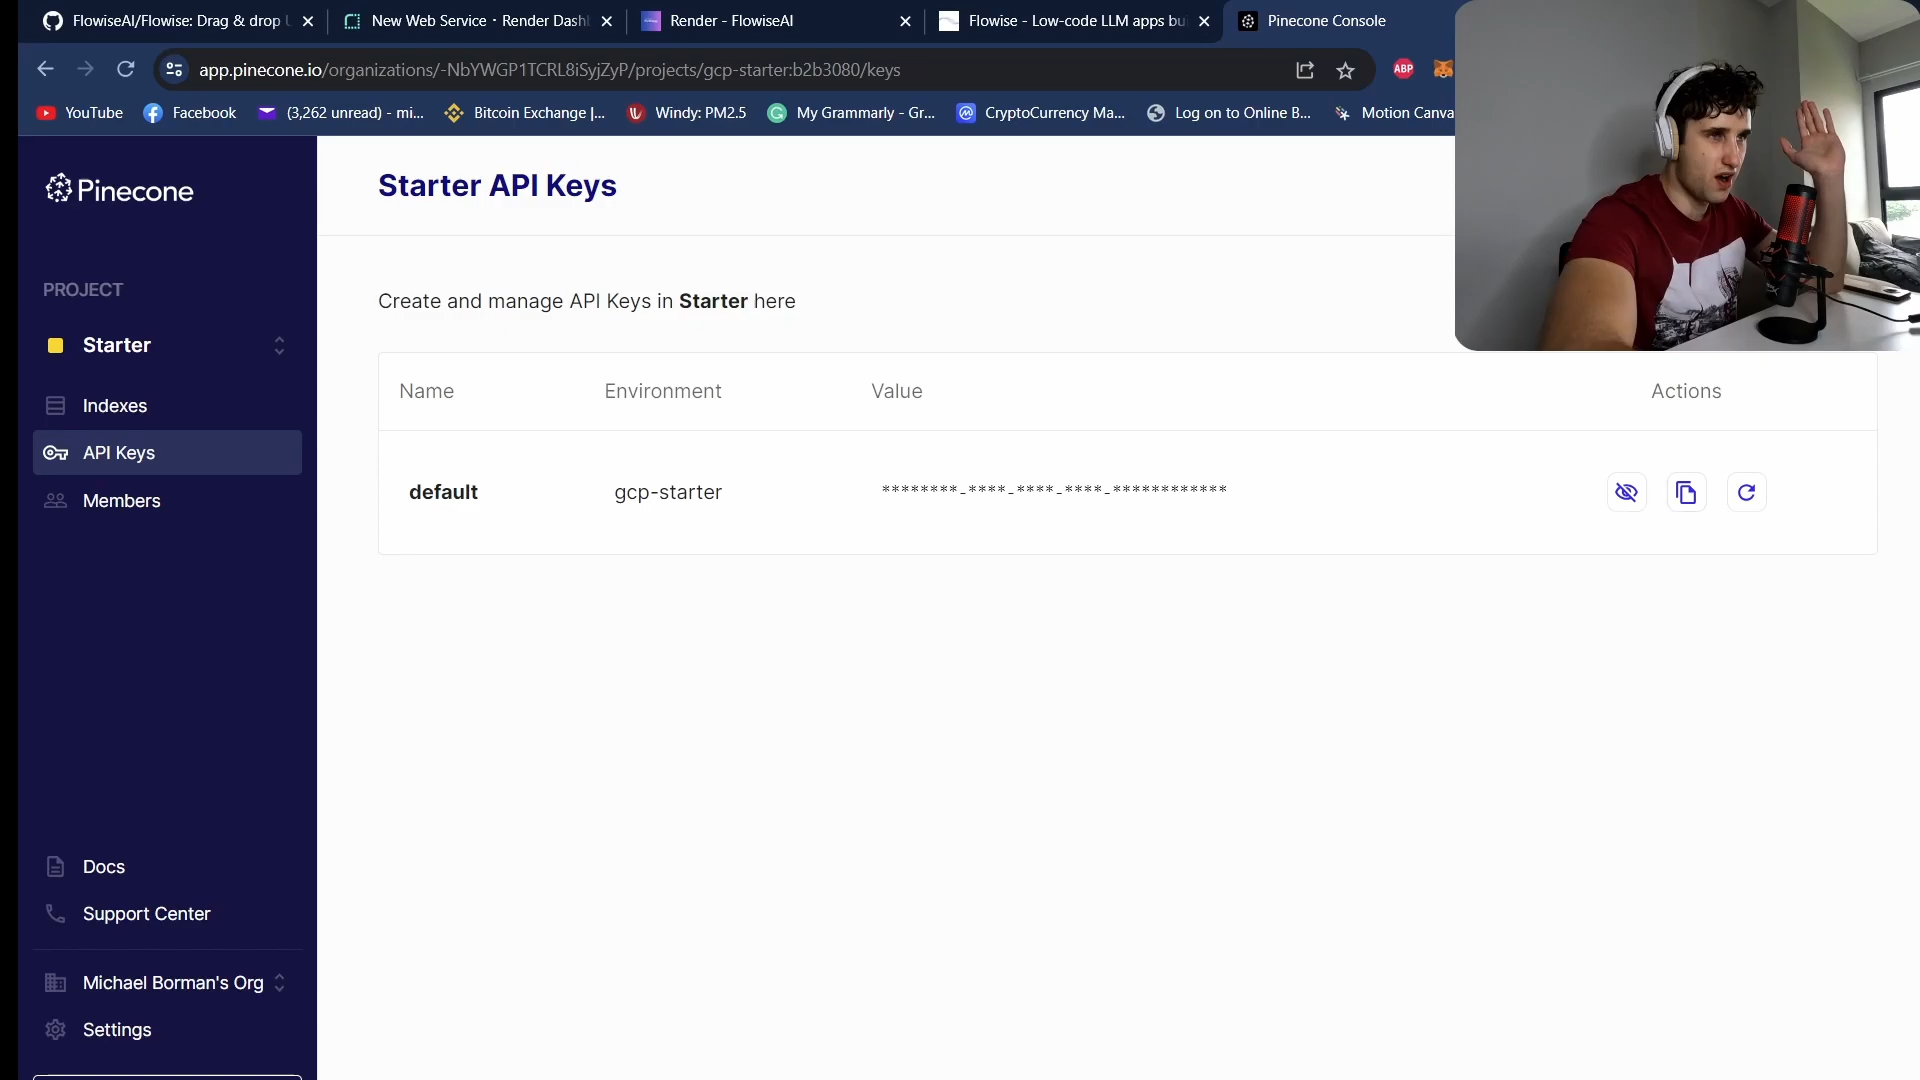 FlowiseAI/Flowise: Drag & drop
New Web Service · Render Dash
Render - FlowiseAI
Flowise - Low-code LLM apps bu
Pinecone Console
app.pinecone.io/organizations/-NbYWGP1TCRL8iSyjZyP/projects/gcp-starter:b2b3080/keys
ABP
YouTube
Facebook
(3,262 unread) - mi...
Bitcoin Exchange |...
Windy: PM2.5
My Grammarly - Gr...
CryptoCurrency Ma...
Log on to Online B...
Motion Canva
Pinecone
PROJECT
Starter
Indexes
API Keys
Members
Docs
Support Center
Michael Borman's Org
Settings
Starter API Keys
Create and manage API Keys in Starter here
Name Environment Value Actions
default gcp-starter ********-****-****-****-************